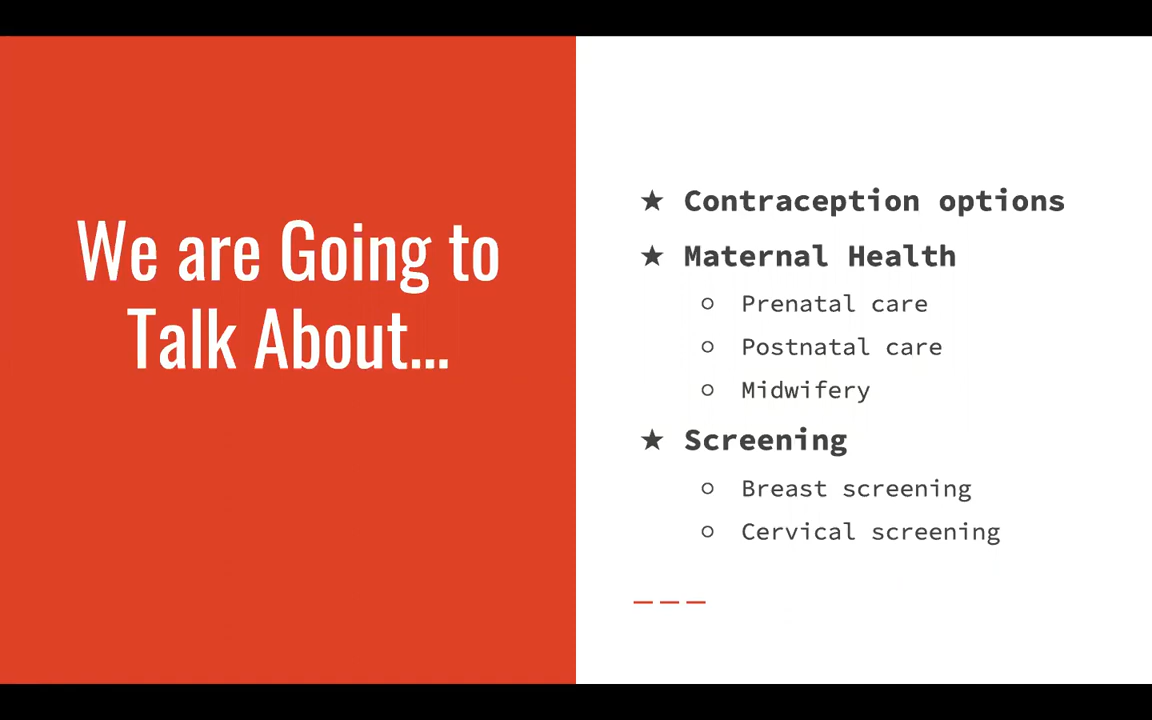 We are Going to
Talk About...
★ Contraception options
★ Maternal Health
○ Prenatal care
○ Postnatal care
○ Midwifery
★ Screening
○ Breast screening
○ Cervical screening